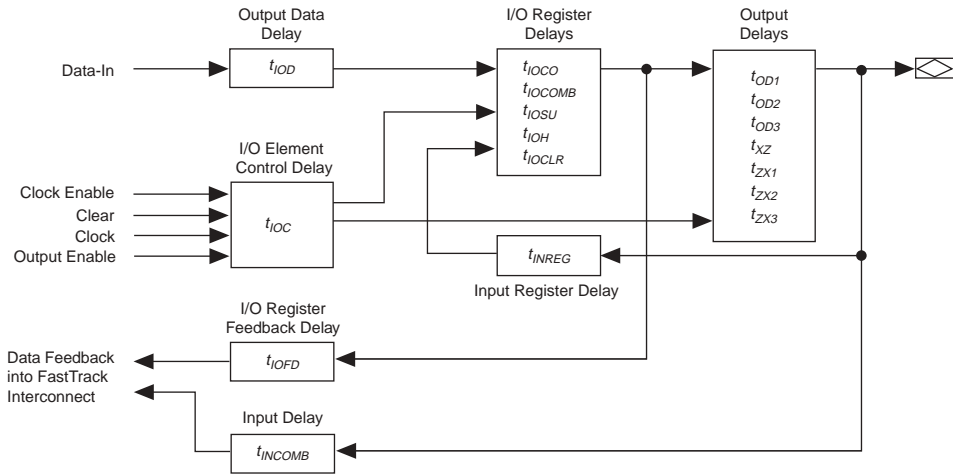 Output Data
Delay
I/O Register
Delays
Output
Delays
Data-In
tIOD
tIOCO
tIOCOMB
tIOSU
tIOH
tIOCLR
tOD1
tOD2
tOD3
tXZ
tZX1
tZX2
tZX3
I/O Element
Control Delay
Clock Enable
Clear
Clock
Output Enable
tIOC
tINREG
Input Register Delay
I/O Register
Feedback Delay
Data Feedback
into FastTrack
Interconnect
tIOFD
Input Delay
tINCOMB